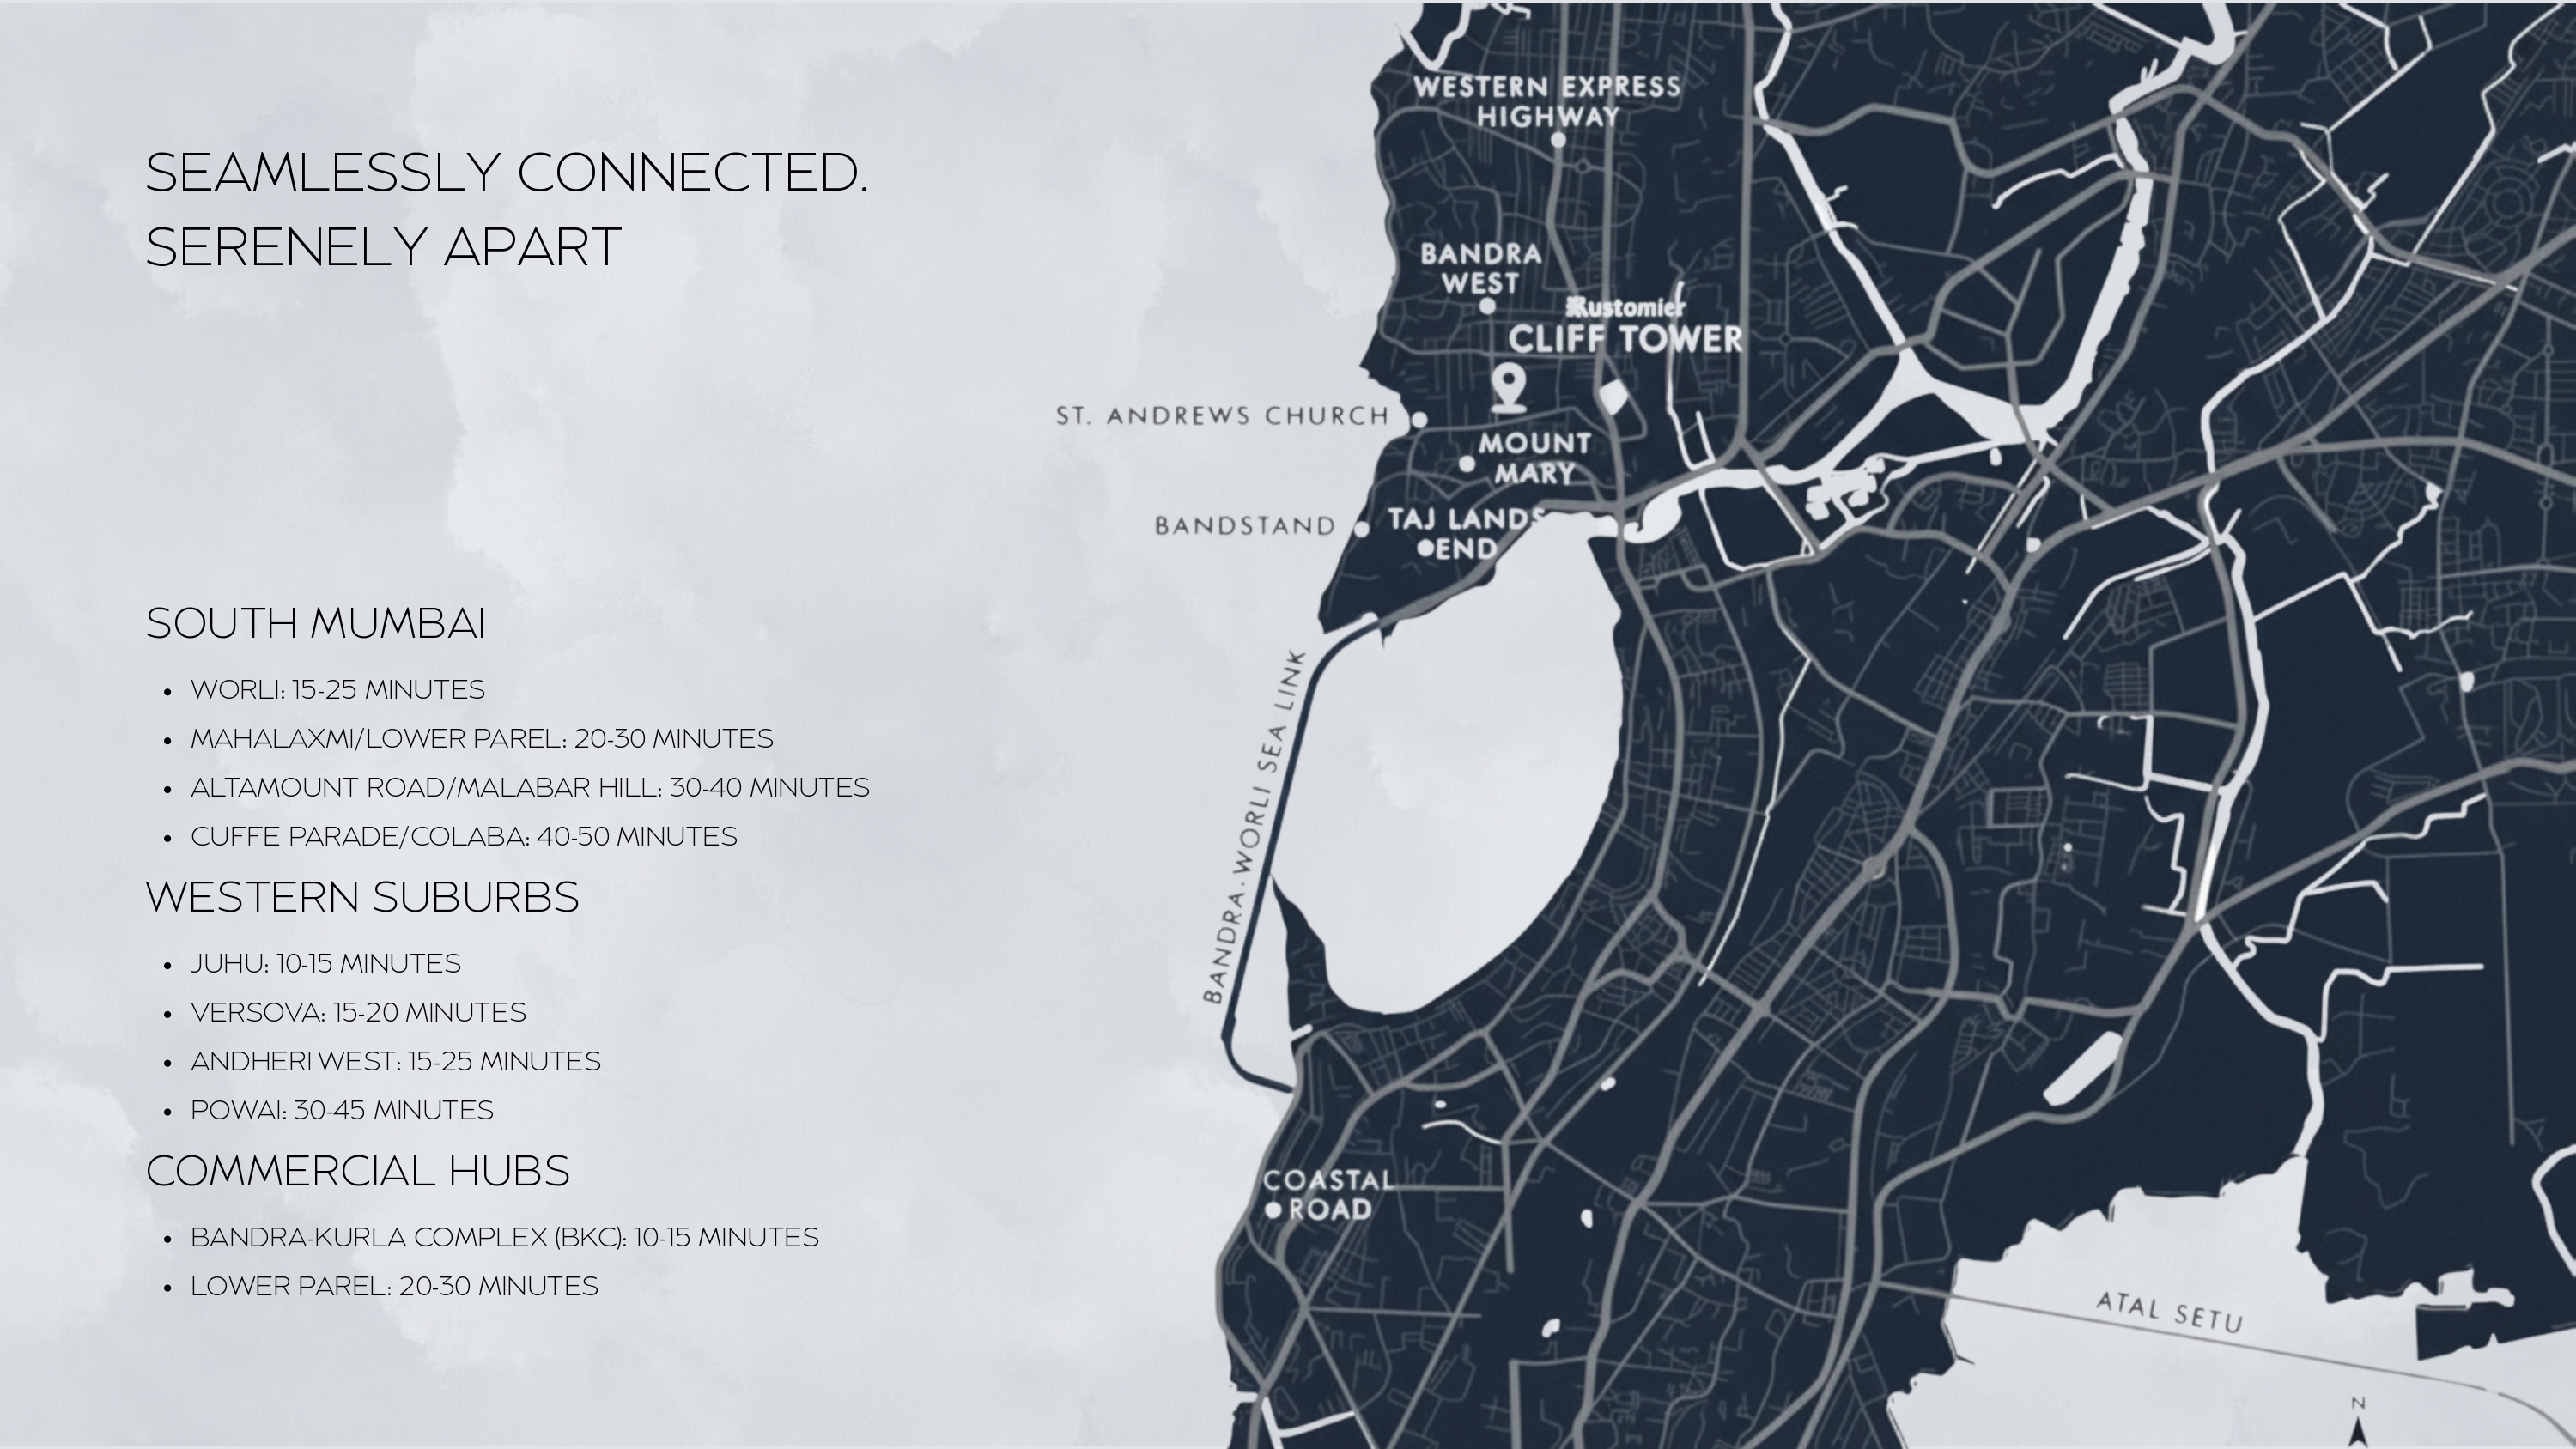 SEAMLESSLY CONNECTED.
SERENELY APART
SOUTH MUMBAI
• WORLI: 15-25 MINUTES
• MAHALAXMI/LOWER PAREL: 20-30 MINUTES
• ALTAMOUNT ROAD/MALABAR HILL: 30-40 MINUTES
• CUFFE PARADE/COLABA: 40-50 MINUTES
WESTERN SUBURBS
• JUHU: 10-15 MINUTES
• VERSOVA: 15-20 MINUTES
• ANDHERI WEST: 15-25 MINUTES
• POWAI: 30-45 MINUTES
COMMERCIAL HUBS
• BANDRA-KURLA COMPLEX (BKC): 10-15 MINUTES
• LOWER PAREL: 20-30 MINUTES
WESTERN EXPRESS
HIGHWAY
BANDRA
WEST
Rustomjer
CLIFF TOWER
ST. ANDREWS CHURCH
MOUNT
MARY
BANDSTAND
TAJ LANDS
END
BANDRA-WORLI SEA LINK
COASTAL
ROAD
ATAL SETU
N